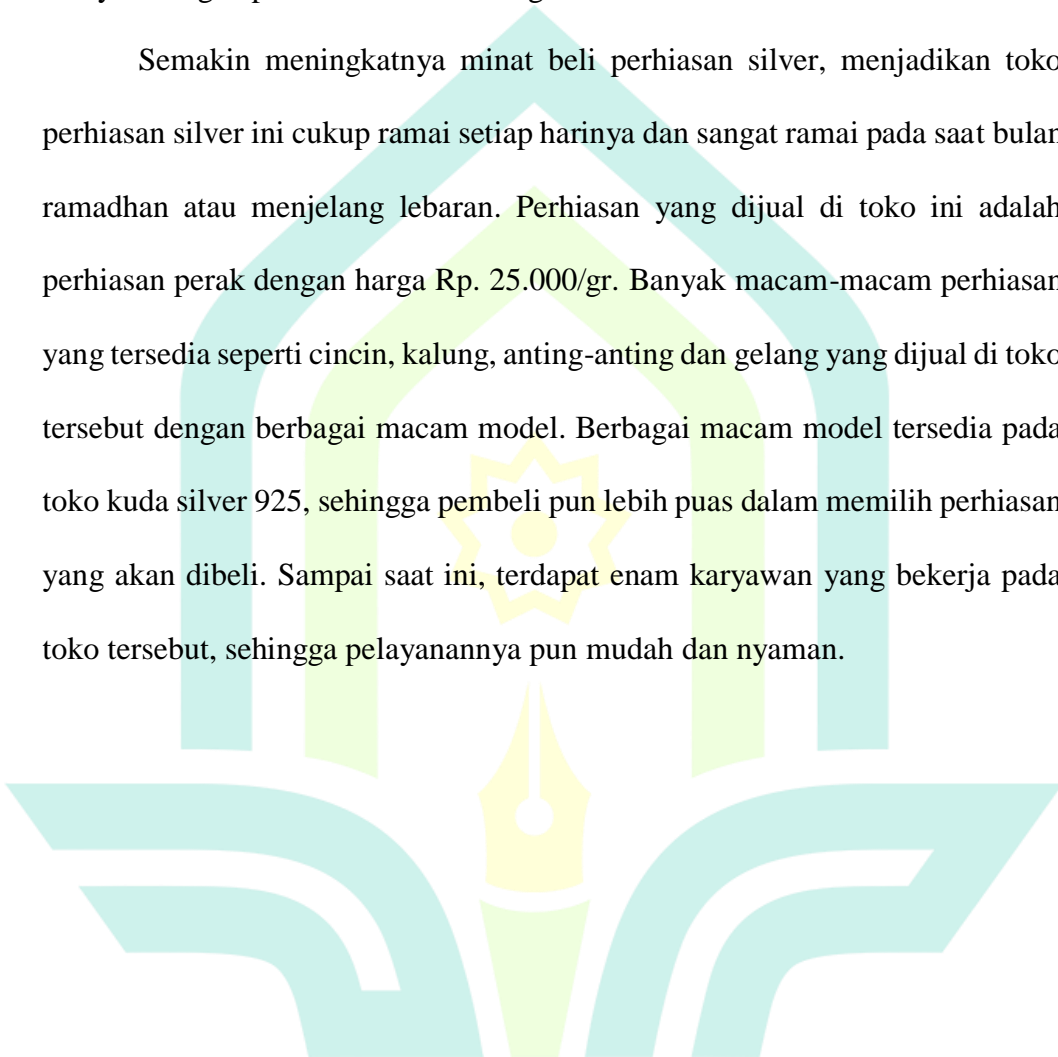 Semakin meningkatnya minat beli perhiasan silver, menjadikan toko
perhiasan silver ini cukup ramai setiap harinya dan sangat ramai pada saat bulan
ramadhan atau menjelang lebaran. Perhiasan yang dijual di toko ini adalah
perhiasan perak dengan harga Rp. 25.000/gr. Banyak macam-macam perhiasan
yang tersedia seperti cincin, kalung, anting-anting dan gelang yang dijual di toko
tersebut dengan berbagai macam model. Berbagai macam model tersedia pada
toko kuda silver 925, sehingga pembeli pun lebih puas dalam memilih perhiasan
yang akan dibeli. Sampai saat ini, terdapat enam karyawan yang bekerja pada
toko tersebut, sehingga pelayanannya pun mudah dan nyaman.